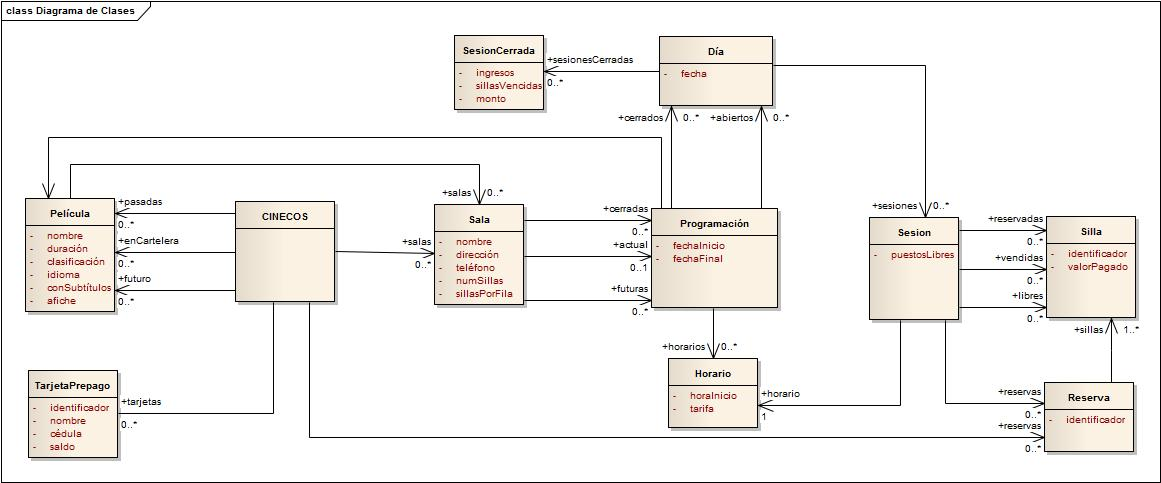 class Diagrama de Clases
SesionCerrada
- ingresos
- sillasVencidas
- monto
+sesionesCerradas
0..*
Día
- fecha
+cerrados
0..*
+abiertos
0..*
Película
- nombre
- duración
- clasificación
- idioma
- conSubtítulos
- afiche
+pasadas
0..*
+enCartelera
0..*
+futuro
0..*
CINECOS
+salas
0..*
+salas
0..*
Sala
- nombre
- dirección
- teléfono
- numSillas
- sillasPorFila
+cerradas
0..*
+actual
0..1
+futuras
0..*
Programación
- fechaInicio
- fechaFinal
+sesiones
0..*
Sesion
- puestosLibres
+reservadas
0..*
+vendidas
0..*
+libres
0..*
Silla
- identificador
- valorPagado
+sillas
1..*
TarjetaPrepago
- identificador
- nombre
- cédula
- saldo
+tarjetas
0..*
+horarios
0..*
Horario
- horaInicio
- tarifa
+horario
1
+reservas
0..*
+reservas
0..*
Reserva
- identificador